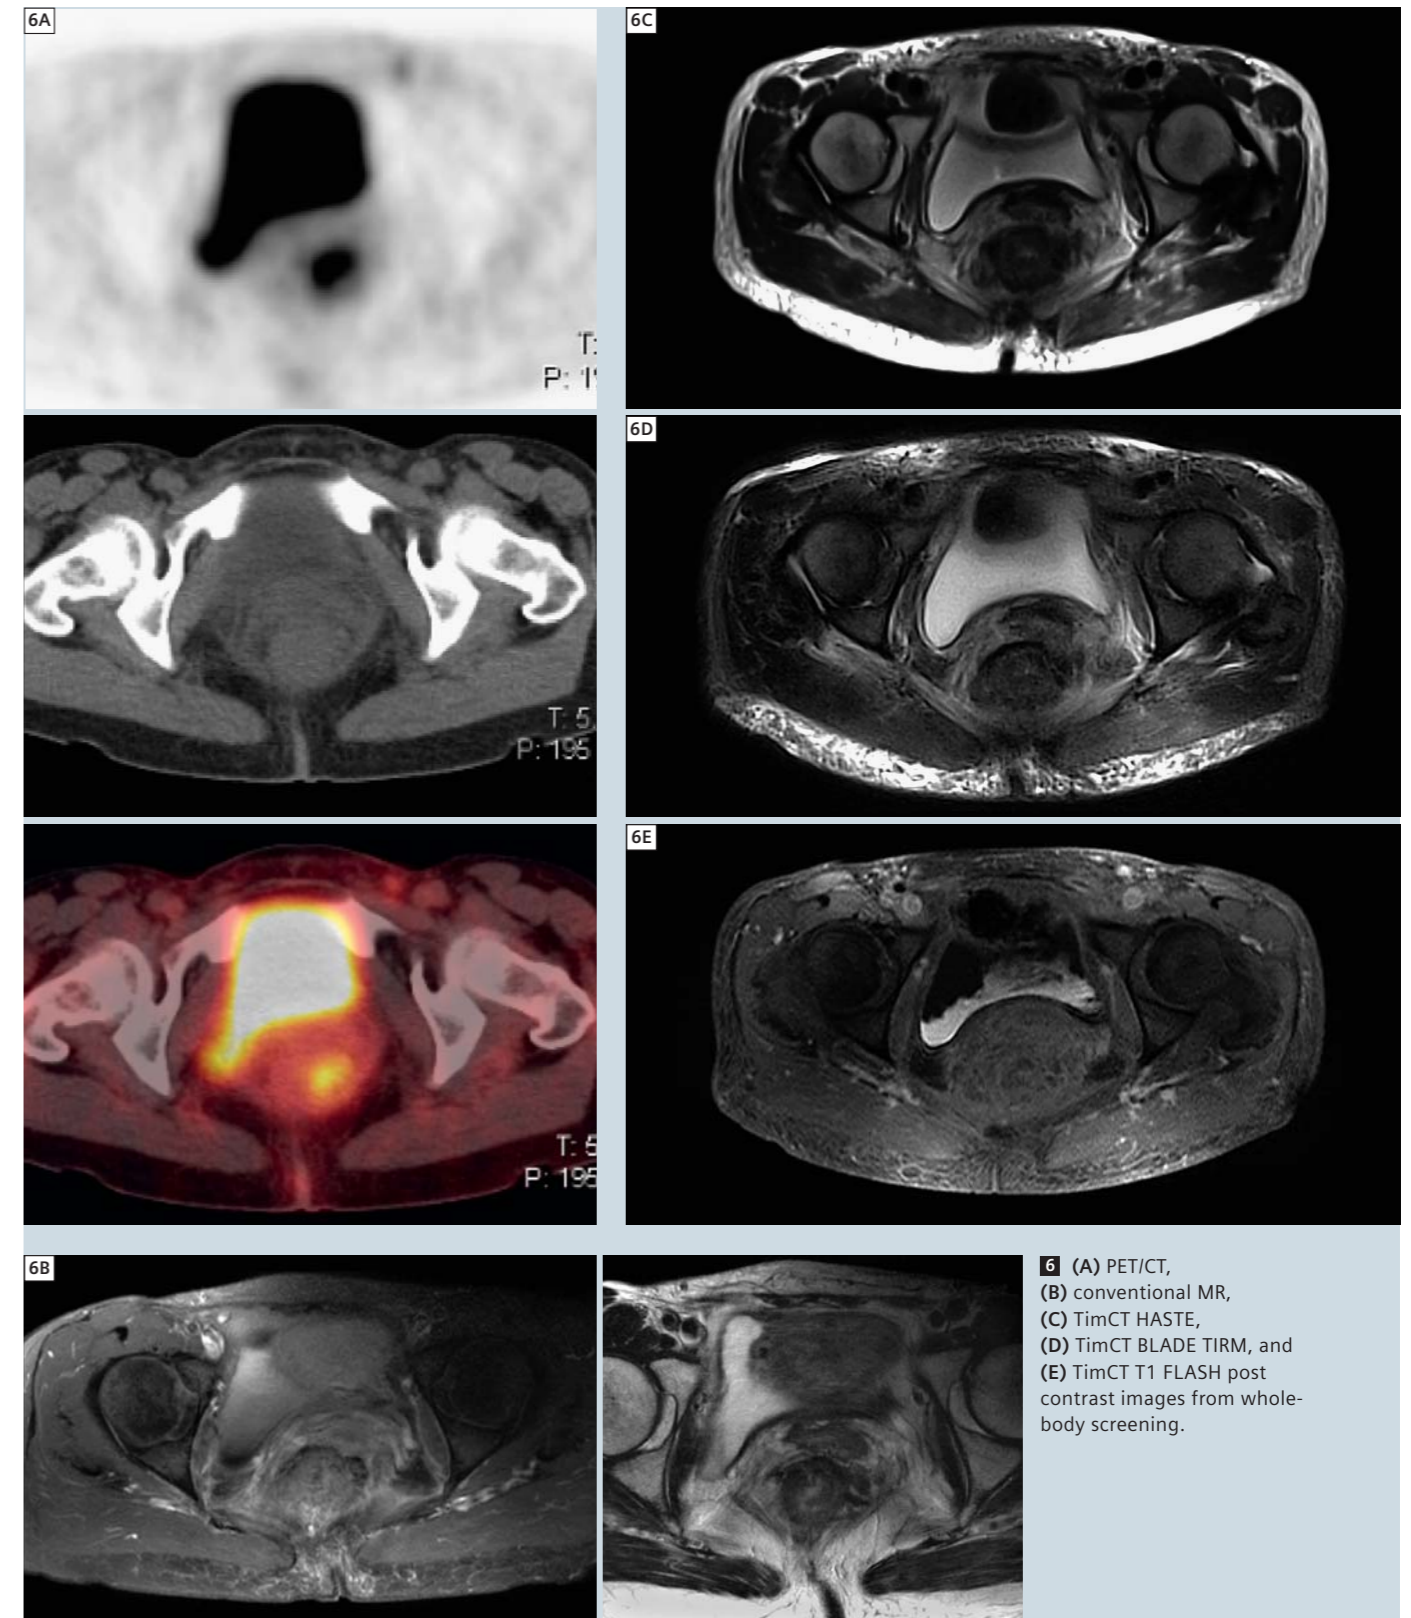 6A
T:
P: 1
T: 5
P: 195
T: 5
P: 195
6C
6D
6E
6B
6 (A) PET/CT,
(B) conventional MR,
(C) TimCT HASTE,
(D) TimCT BLADE TIRM, and
(E) TimCT T1 FLASH post
contrast images from whole-
body screening.